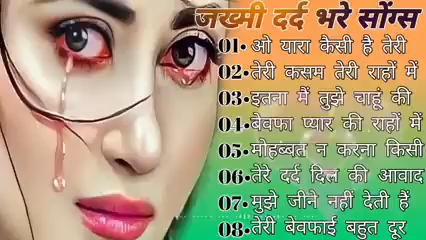 जख्मी दर्द भरे सोंग्स
01• ओ यारा कैसी है तेरी
02•तेरी कसम तेरी राहों में
03•इतना मैं तुझे चाहूं की
04•बेवफा प्यार की राहों में
05•मोहब्बत न करना किसी
06•तेरे दर्द दिल की आवाद
07•मुझे जीने नहीं देती हैं
08•तेरी बेवफाई बहुत दूर